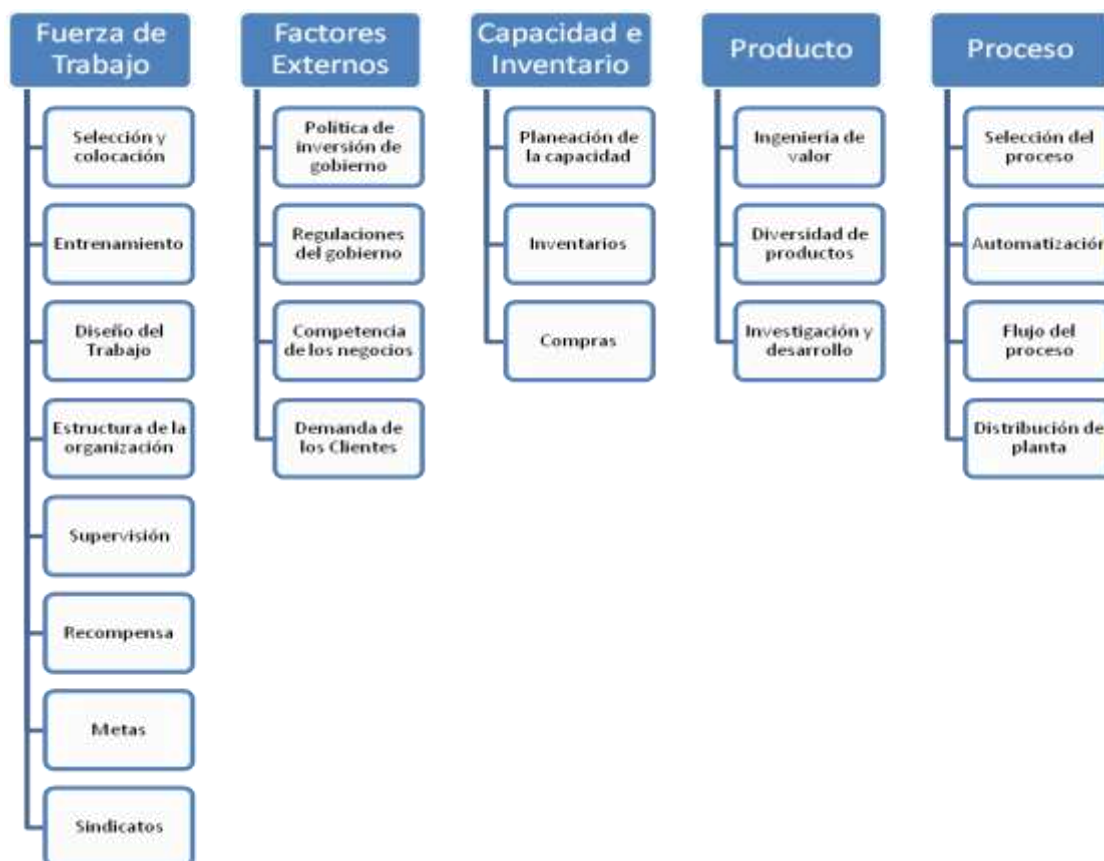 Fuerza de
Trabajo
Selección y
colocación
Entrenamiento
Diseño del
Trabajo
Estructura de la
organización
Supervisión
Recompensa
Metas
Sindicatos
Factores
Externos
Política de
inversión de
gobierno
Regulaciones
del gobierno
Competencia
de los negocios
Demanda de
los Clientes
Capacidad e
Inventario
Planeación de
la capacidad
Inventarios
Compras
Producto
Ingeniería de
valor
Diversidad de
productos
Investigación y
desarrollo
Proceso
Selección del
proceso
Automatización
Flujo del
proceso
Distribución de
planta